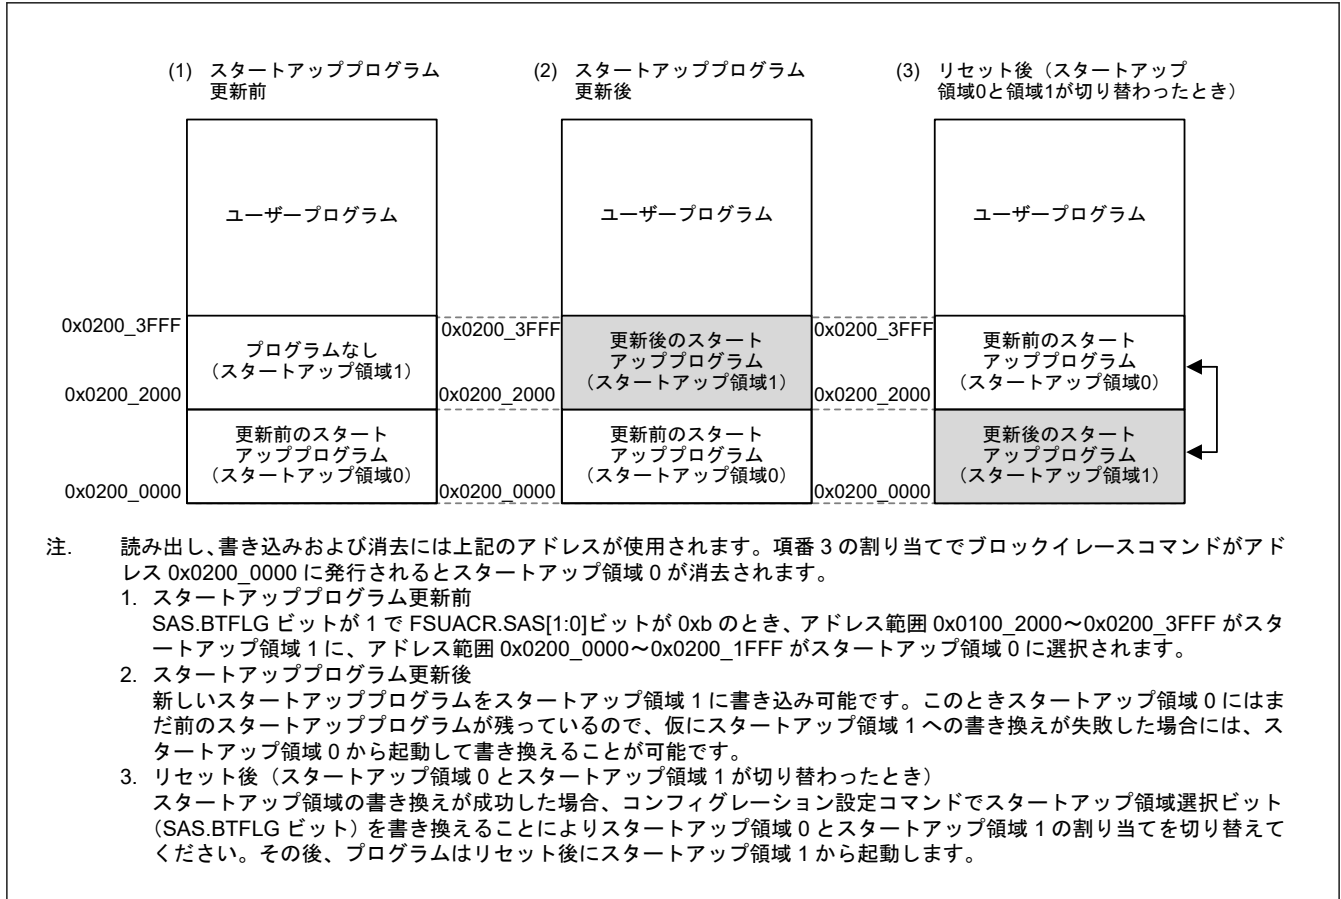 (1) スタートアッププログラム
更新前
(2) スタートアッププログラム
更新後
(3) リセット後（スタートアップ
領域0と領域1が切り替わったとき）
ユーザープログラム
ユーザープログラム
ユーザープログラム
0x0200_3FFF
0x0200_3FFF
0x0200_3FFF
プログラムなし
（スタートアップ領域1）
更新後のスタート
アッププログラム
（スタートアップ領域1）
更新前のスタート
アッププログラム
（スタートアップ領域0）
0x0200_2000
0x0200_2000
0x0200_2000
更新前のスタート
アッププログラム
（スタートアップ領域0）
更新前のスタート
アッププログラム
（スタートアップ領域0）
更新後のスタート
アッププログラム
（スタートアップ領域1）
0x0200_0000
0x0200_0000
0x0200_0000
注. 読み出し、書き込みおよび消去には上記のアドレスが使用されます。項番 3 の割り当てでブロックイレースコマンドがアド
レス 0x0200_0000 に発行されるとスタートアップ領域 0 が消去されます。
1. スタートアッププログラム更新前
SAS.BTFLG ビットが 1 で FSUACR.SAS[1:0]ビットが 0xb のとき、アドレス範囲 0x0100_2000～0x0200_3FFF がスタ
ートアップ領域 1 に、アドレス範囲 0x0200_0000～0x0200_1FFF がスタートアップ領域 0 に選択されます。
2. スタートアッププログラム更新後
新しいスタートアッププログラムをスタートアップ領域 1 に書き込み可能です。このときスタートアップ領域 0 にはま
だ前のスタートアッププログラムが残っているので、仮にスタートアップ領域 1 への書き換えが失敗した場合には、ス
タートアップ領域 0 から起動して書き換えることが可能です。
3. リセット後（スタートアップ領域 0 とスタートアップ領域 1 が切り替わったとき）
スタートアップ領域の書き換えが成功した場合、コンフィグレーション設定コマンドでスタートアップ領域選択ビット
（SAS.BTFLG ビット）を書き換えることによりスタートアップ領域 0 とスタートアップ領域 1 の割り当てを切り替えて
ください。その後、プログラムはリセット後にスタートアップ領域 1 から起動します。